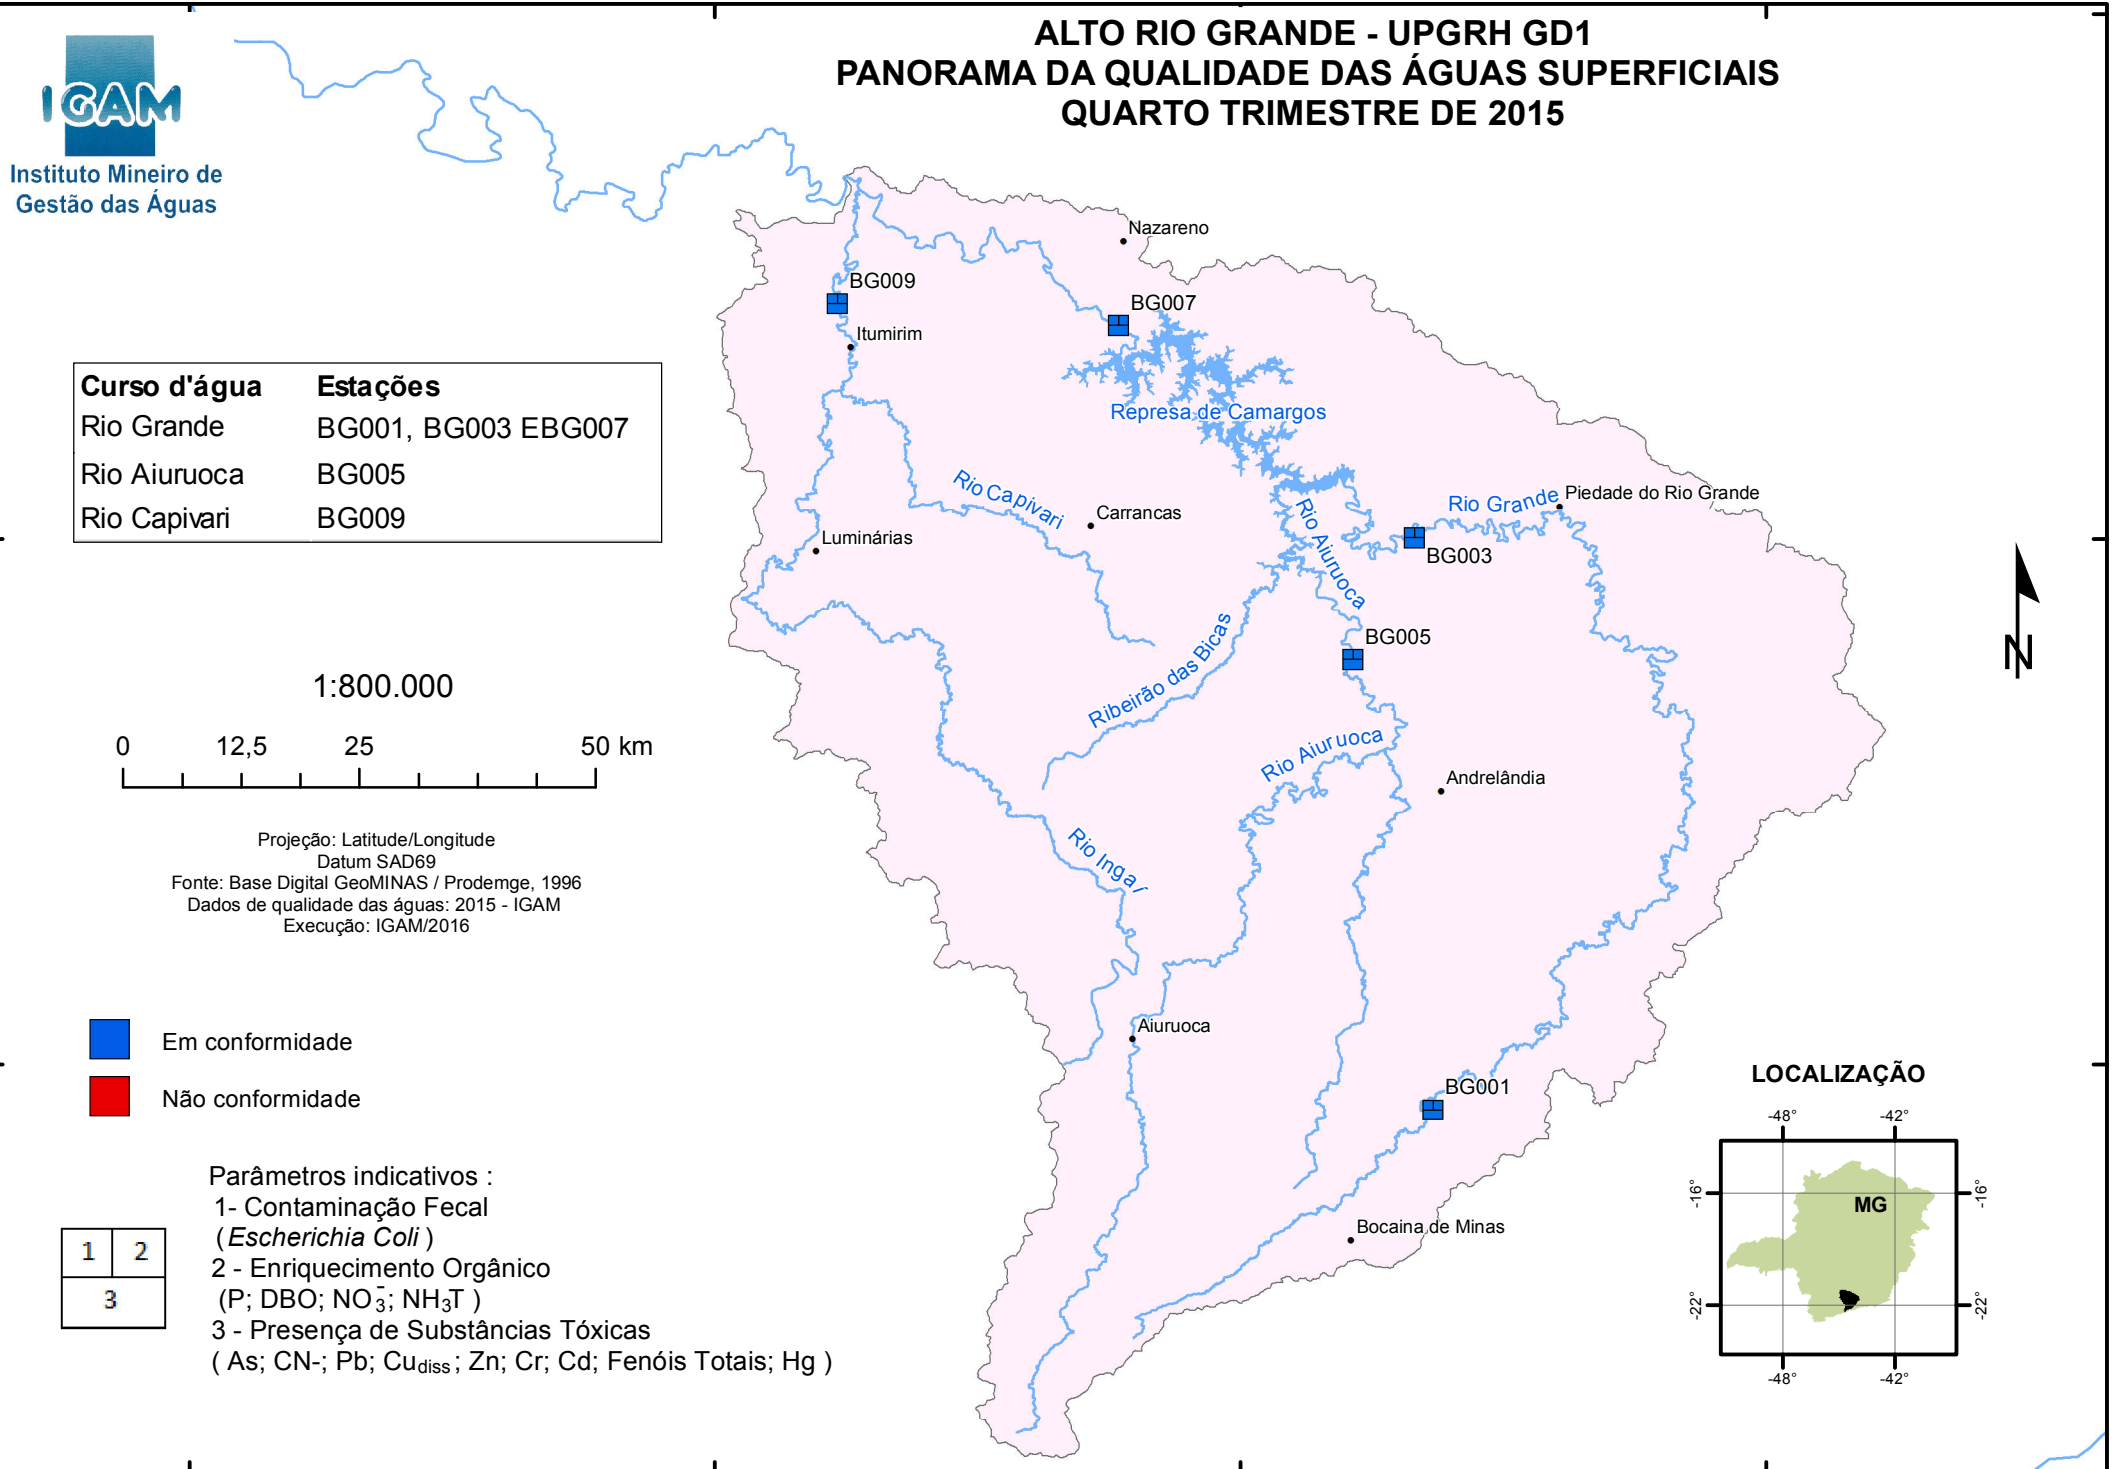 ALTO RIO GRANDE - UPGRH GD1
PANORAMA DA QUALIDADE DAS ÁGUAS SUPERFICIAIS
QUARTO TRIMESTRE DE 2015
IGAM
Instituto Mineiro de
Gestão das Águas
Nazareno
BG009
BG007
Itumirim
Curso d'água Estações
Rio Grande BG001, BG003 EBG007
Rio Aiuruoca BG005
Rio Capivari BG009
Represa de Camargos
Rio Capivari
Carrancas
Luminárias
Rio Grande
Piedade do Rio Grande
Rio Aiuruoca
BG003
BG005
Ribeirão das Bicas
Rio Aiuruoca
Andrelândia
Rio Ingaí
N
1:800.000
0 12,5 25 50 km
Projeção: Latitude/Longitude
Datum SAD69
Fonte: Base Digital GeoMINAS / Prodemge, 1996
Dados de qualidade das águas: 2015 - IGAM
Execução: IGAM/2016
Em conformidade
Não conformidade
Aiuruoca
BG001
Bocaina de Minas
Parâmetros indicativos :
1- Contaminação Fecal
(Escherichia Coli )
2 - Enriquecimento Orgânico
(P; DBO; NO₃⁻; NH₃T )
3 - Presença de Substâncias Tóxicas
( As; CN-; Pb; Cudiss; Zn; Cr; Cd; Fenóis Totais; Hg )
1 2
3
LOCALIZAÇÃO
-48° -42°
-16° -16°
MG
-22° -22°
-48° -42°